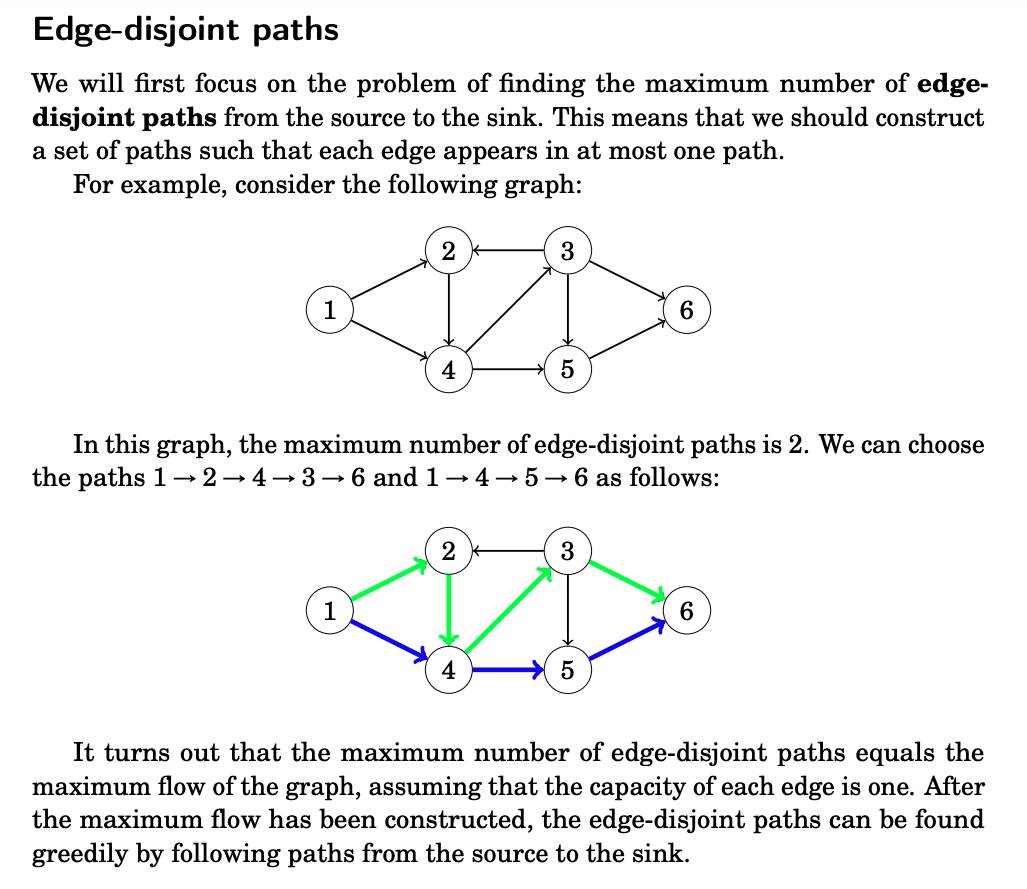 Edge-disjoint paths
We will first focus on the problem of finding the maximum number of edge-
disjoint paths from the source to the sink. This means that we should construct
a set of paths such that each edge appears in at most one path.
For example, consider the following graph:
2 3
1 6
4 5
In this graph, the maximum number of edge-disjoint paths is 2. We can choose
the paths 1 → 2 → 4 → 3 → 6 and 1 → 4 → 5 → 6 as follows:
2 3
1 6
4 5
It turns out that the maximum number of edge-disjoint paths equals the
maximum flow of the graph, assuming that the capacity of each edge is one. After
the maximum flow has been constructed, the edge-disjoint paths can be found
greedily by following paths from the source to the sink.